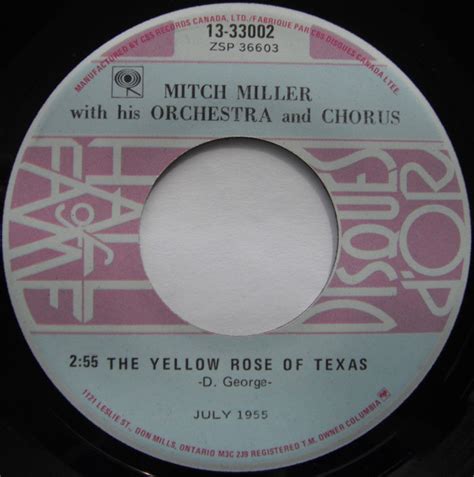 MANUFACTURED BY CBS RECORDS CANADA, LTD./FABRIQUE PAR CBS DISQUES CANADA LTEE.
13-33002
ZSP 36603
MITCH MILLER
with his ORCHESTRA and CHORUS
HALL
of
FAME
DISQUES
D'OR
2:55 THE YELLOW ROSE OF TEXAS
-D. George-
JULY 1955
1121 LESLIE ST., DON MILLS, ONTARIO M3C 2J9 REGISTERED T.M. OWNER COLUMBIA